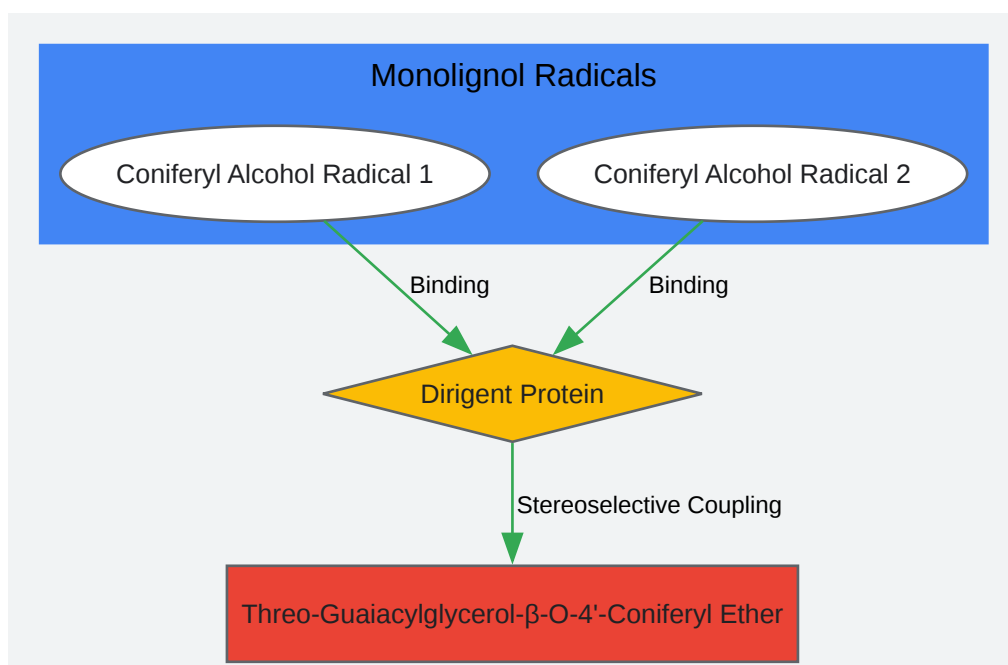 Monolignol Radicals
Coniferyl Alcohol Radical 1
Coniferyl Alcohol Radical 2
Binding
Binding
Dirigent Protein
Stereoselective Coupling
Threo-Guaiacylglycerol-β-O-4'-Coniferyl Ether